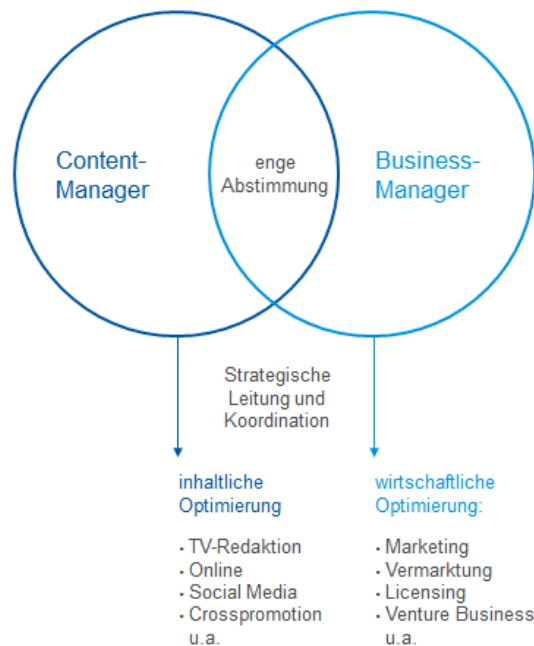 Content-
Manager
enge
Abstimmung
Business-
Manager
Strategische
Leitung und
Koordination
inhaltliche
Optimierung
• TV-Redaktion
• Online
• Social Media
• Crosspromotion
u.a.
wirtschaftliche
Optimierung:
• Marketing
• Vermarktung
• Licensing
• Venture Business
u.a.